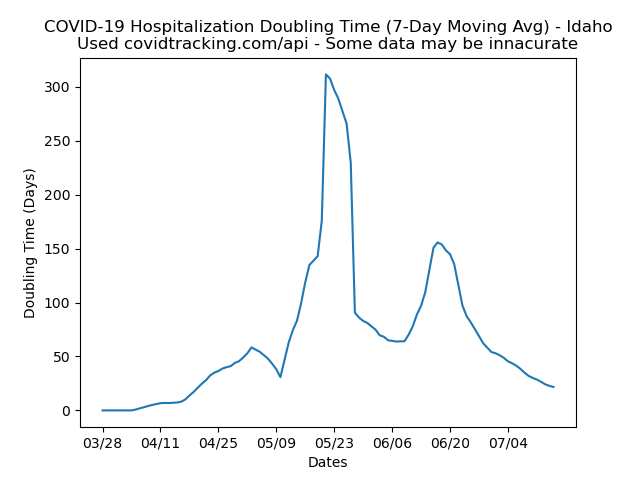 COVID-19 Hospitalization Doubling Time (7-Day Moving Avg) - Idaho
Used covidtracking.com/api - Some data may be innacurate
Doubling Time (Days)
300
250
200
150
100
50
0
03/28 04/11 04/25 05/09 05/23 06/06 06/20 07/04
Dates